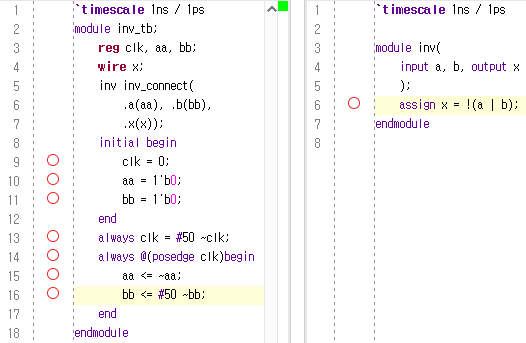 1 `timescale 1ns / 1ps
2 module inv_tb;
3 reg clk, aa, bb;
4 wire x;
5 inv inv_connect(
6 .a(aa), .b(bb),
7 .x(x));
8 initial begin
9 clk = 0;
10 aa = 1'b0;
11 bb = 1'b0;
12 end
13 always clk = #50 ~clk;
14 always @(posedge clk)begin
15 aa <= ~aa;
16 bb <= #50 ~bb;
17 end
18 endmodule
1 `timescale 1ns / 1ps
2
3 module inv(
4 input a, b, output x
5 );
6 assign x = !(a | b);
7 endmodule
8